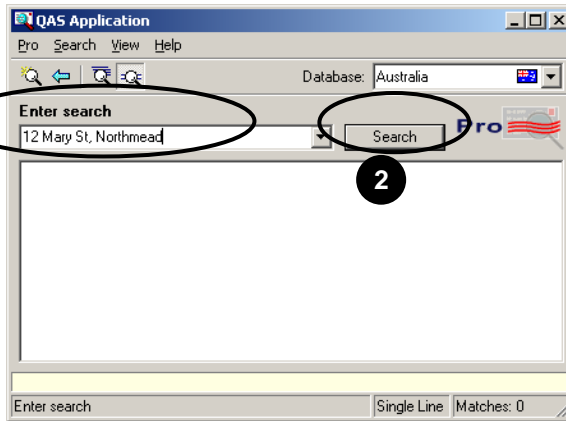 QAS Application
Pro Search View Help
Database: Australia
Enter search
12 Mary St, Northmead
Search
Pro
2
Enter search Single Line Matches: 0